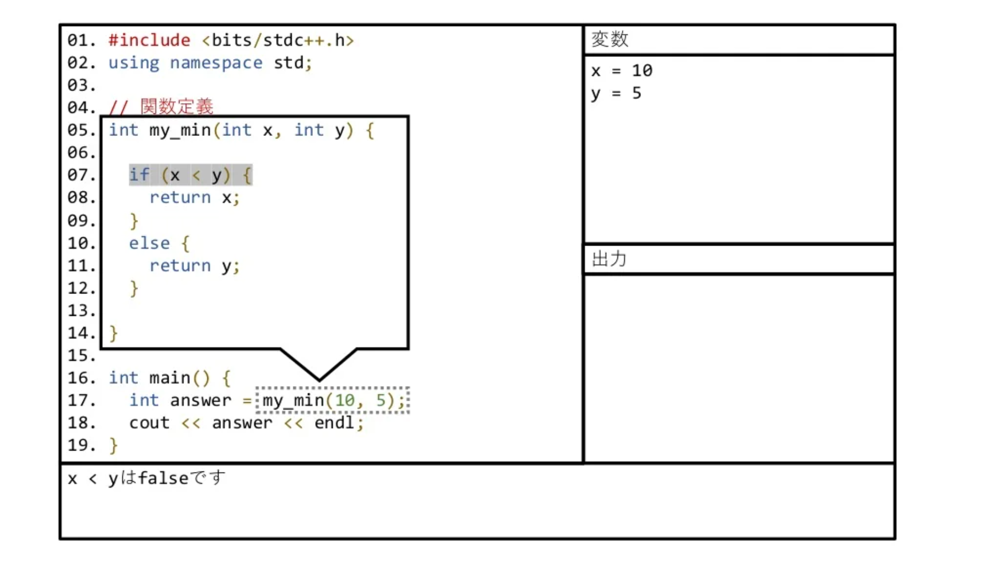 01. #include <bits/stdc++.h>
02. using namespace std;
03.
04. // 関数定義
05. int my_min(int x, int y) {
06.
07.   if (x < y) {
08.     return x;
09.   }
10.   else {
11.     return y;
12.   }
13.
14. }
15.
16. int main() {
17.   int answer = my_min(10, 5);
18.   cout << answer << endl;
19. }
変数
x = 10
y = 5
出力
x < yはfalseです